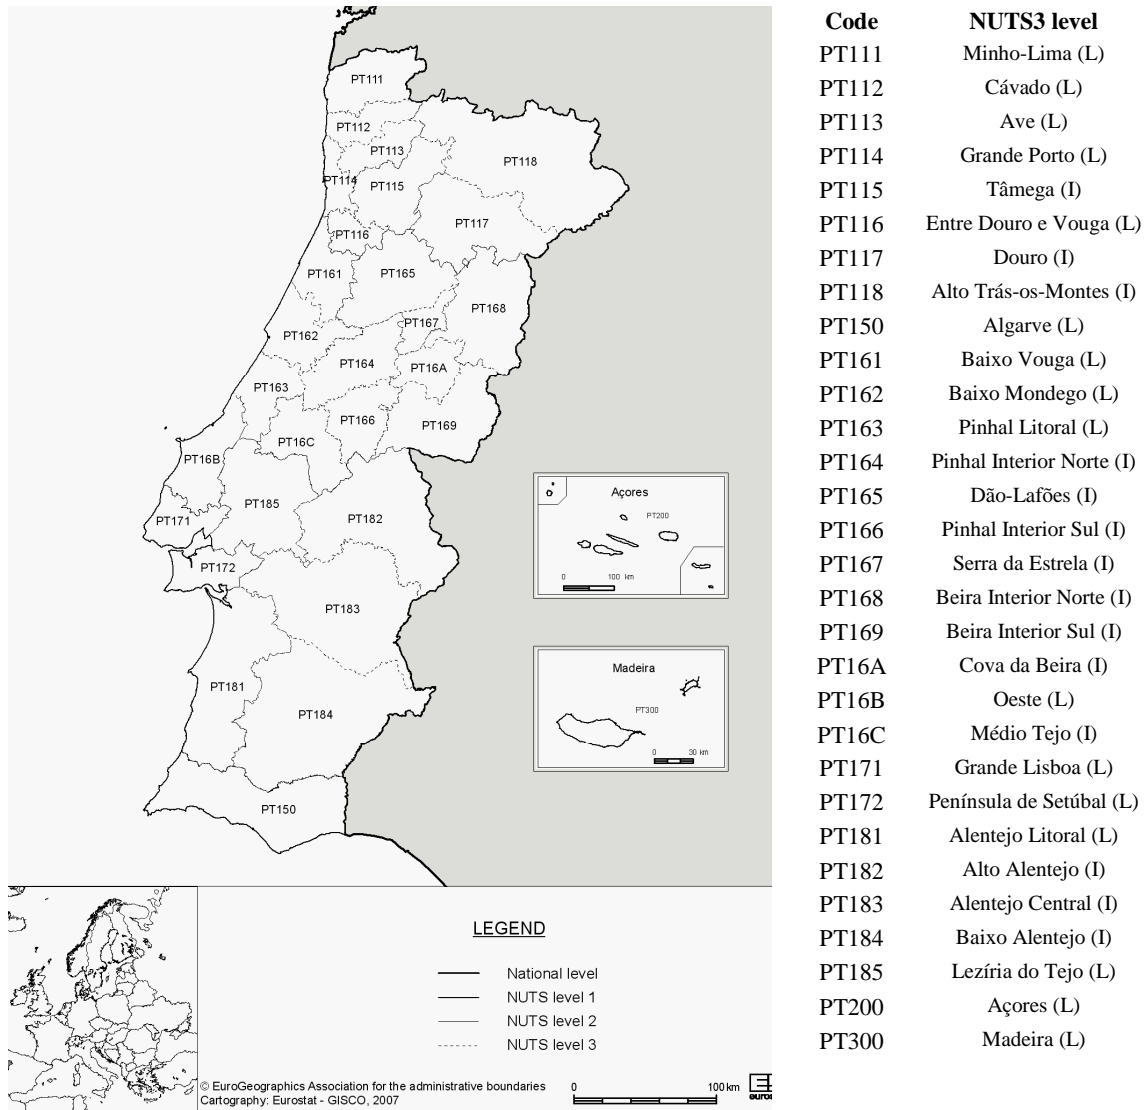 PT111
PT112
PT113
PT118
PT114
PT115
PT117
PT116
PT161
PT165
PT168
PT167
PT162
PT164
PT16A
PT163
PT166
PT169
PT16C
PT16B
PT185
PT182
PT171
PT172
PT183
PT181
PT184
PT150
Açores
PT200
0 100 km
Madeira
PT300
0 30 km
LEGEND
National level
NUTS level 1
NUTS level 2
NUTS level 3
© EuroGeographics Association for the administrative boundaries
Cartography: Eurostat - GISCO, 2007
0 100 km
Code NUTS3 level
PT111 Minho-Lima (L)
PT112 Cávado (L)
PT113 Ave (L)
PT114 Grande Porto (L)
PT115 Tâmega (I)
PT116 Entre Douro e Vouga (L)
PT117 Douro (I)
PT118 Alto Trás-os-Montes (I)
PT150 Algarve (L)
PT161 Baixo Vouga (L)
PT162 Baixo Mondego (L)
PT163 Pinhal Litoral (L)
PT164 Pinhal Interior Norte (I)
PT165 Dão-Lafões (I)
PT166 Pinhal Interior Sul (I)
PT167 Serra da Estrela (I)
PT168 Beira Interior Norte (I)
PT169 Beira Interior Sul (I)
PT16A Cova da Beira (I)
PT16B Oeste (L)
PT16C Médio Tejo (I)
PT171 Grande Lisboa (L)
PT172 Península de Setúbal (L)
PT181 Alentejo Litoral (L)
PT182 Alto Alentejo (I)
PT183 Alentejo Central (I)
PT184 Baixo Alentejo (I)
PT185 Lezíria do Tejo (L)
PT200 Açores (L)
PT300 Madeira (L)